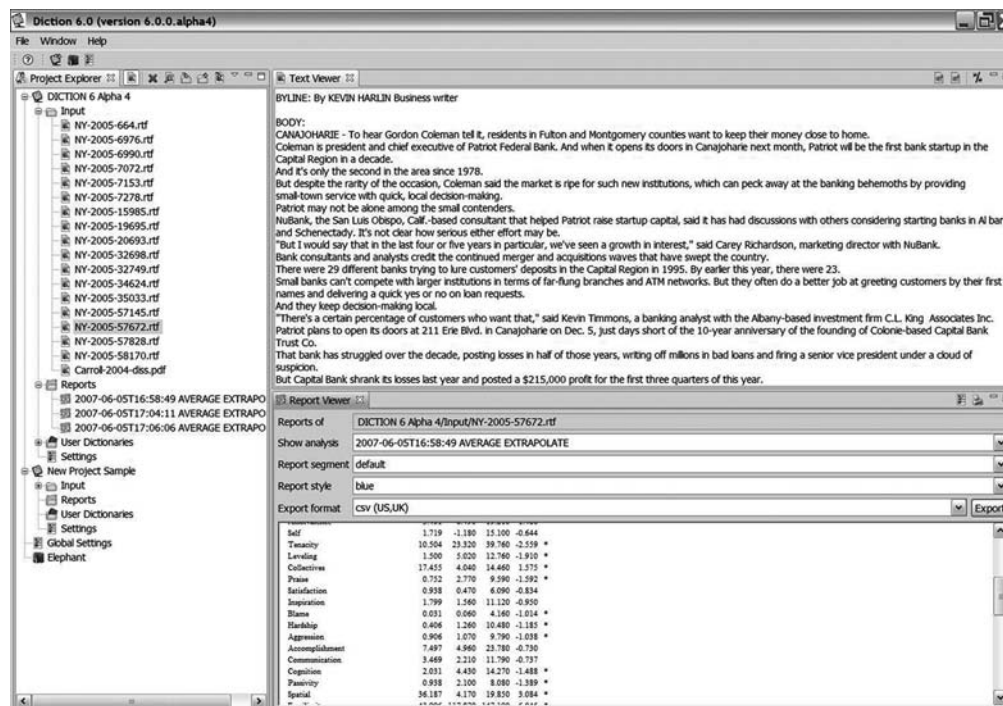 Diction 6.0 (version 6.0.0.alpha4)
File Window Help
Project Explorer
DICTION 6 Alpha 4
Input
NY-2005-664.rtf
NY-2005-6976.rtf
NY-2005-6990.rtf
NY-2005-7072.rtf
NY-2005-7153.rtf
NY-2005-7278.rtf
NY-2005-15985.rtf
NY-2005-19695.rtf
NY-2005-20693.rtf
NY-2005-32698.rtf
NY-2005-32749.rtf
NY-2005-34624.rtf
NY-2005-35033.rtf
NY-2005-57145.rtf
NY-2005-57672.rtf
NY-2005-57828.rtf
NY-2005-58170.rtf
Carrol-2004-diss.pdf
Reports
2007-06-05T16:58:49 AVERAGE EXTRAPO
2007-06-05T17:04:11 AVERAGE EXTRAPO
2007-06-05T17:06:06 AVERAGE EXTRAPO
User Dictionaries
Settings
New Project Sample
Input
Reports
User Dictionaries
Settings
Global Settings
Elephant
Text Viewer
BYLINE: By KEVIN HARLIN Business writer
BODY:
CANAJOHARIE - To hear Gordon Coleman tell it, residents in Fulton and Montgomery counties want to keep their money close to home.
Coleman is president and chief executive of Patriot Federal Bank. And when it opens its doors in Canajoharie next month, Patriot will be the first bank startup in the
Capital Region in a decade.
And it's only the second in the area since 1978.
But despite the rarity of the occasion, Coleman said the market is ripe for such new institutions, which can peck away at the banking behemoths by providing
small-town service with quick, local decision-making.
Patriot may not be alone among the small contenders.
NuBank, the San Luis Obispo, Calif.-based consultant that helped Patriot raise startup capital, said it has had discussions with others considering starting banks in Al ban
and Schenectady. It's not clear how serious either effort may be.
"But I would say that in the last four or five years in particular, we've seen a growth in interest," said Carey Richardson, marketing director with NuBank.
Bank consultants and analysts credit the continued merger and acquisitions waves that have swept the country.
There were 29 different banks trying to lure customers' deposits in the Capital Region in 1995. By earlier this year, there were 23.
Small banks can't compete with larger institutions in terms of far-flung branches and ATM networks. But they often do a better job at greeting customers by their first
names and delivering a quick yes or no on loan requests.
And they keep decision-making local.
"There's a certain percentage of customers who want that," said Kevin Timmons, a banking analyst with the Albany-based investment firm C.L. King Associates Inc.
Patriot plans to open its doors at 211 Erie Blvd. in Canajoharie on Dec. 5, just days short of the 10-year anniversary of the founding of Colonie-based Capital Bank
Trust Co.
That bank has struggled over the decade, posting losses in half of those years, writing off millions in bad loans and firing a senior vice president under a cloud of
suspicion.
But Capital Bank shrank its losses last year and posted a $215,000 profit for the first three quarters of this year.
Report Viewer
Reports of DICTION 6 Alpha 4/Input/NY-2005-57672.rtf
Show analysis 2007-06-05T16:58:49 AVERAGE EXTRAPOLATE
Report segment default
Report style blue
Export format csv (US,UK) Export
Self 1.719 -1.180 15.100 -0.644
Tenacity 10.504 23.320 39.760 -2.559 *
Leveling 1.500 5.020 12.760 -1.910 *
Collectives 17.455 4.040 14.460 1.575 *
Praise 0.752 2.770 9.590 -1.592 *
Satisfaction 0.938 0.470 6.090 -0.834
Inspiration 1.799 1.560 11.120 -0.950
Blame 0.031 0.060 4.160 -1.014 *
Hardship 0.406 1.260 10.480 -1.185 *
Aggression 0.906 1.070 9.790 -1.038 *
Accomplishment 7.497 4.960 23.780 -0.730
Communication 3.469 2.210 11.790 -0.737
Cognition 2.031 4.430 14.270 -1.488 *
Passivity 0.938 2.100 8.080 -1.389 *
Spatial 36.187 4.170 19.850 3.084 *